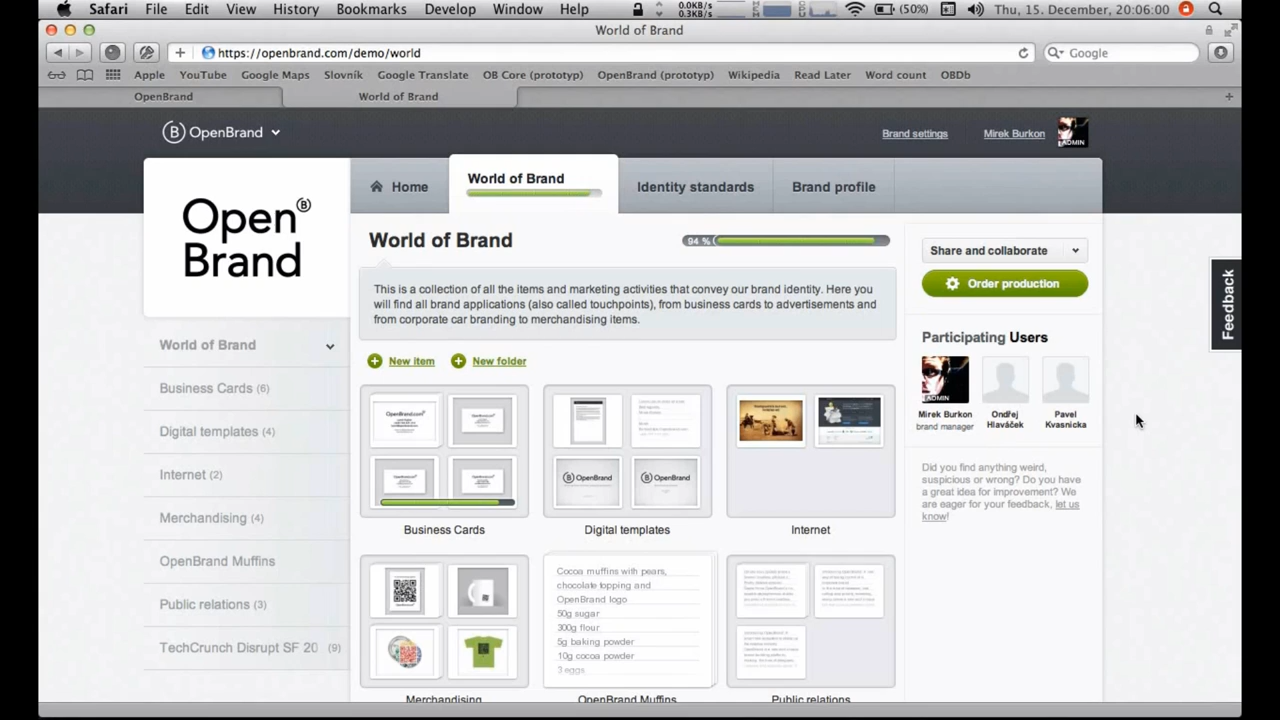 Safari File Edit View History Bookmarks Develop Window Help
0.0KB/s
0.3KB/s
(50%)
Thu, 15. December, 20:06:00
World of Brand
https://openbrand.com/demo/world
Google
Apple YouTube Google Maps Slovník Google Translate OB Core (prototyp) OpenBrand (prototyp) Wikipedia Read Later Word count OBDb
OpenBrand
World of Brand
B OpenBrand
Brand settings
Mirek Burkon
ADMIN
Open B
Brand
Home
World of Brand
Identity standards
Brand profile
World of Brand
94 %
Share and collaborate
Order production
Feedback
This is a collection of all the items and marketing activities that convey our brand identity. Here you
will find all brand applications (also called touchpoints), from business cards to advertisements and
from corporate car branding to merchandising items.
New item
New folder
World of Brand
Business Cards (6)
Digital templates (4)
Internet (2)
Merchandising (4)
OpenBrand Muffins
Public relations (3)
TechCrunch Disrupt SF 20 (9)
Participating Users
ADMIN
Mirek Burkon
brand manager
Ondřej
Hlaváček
Pavel
Kvasnicka
Did you find anything weird,
suspicious or wrong? Do you have
a great idea for improvement? We
are eager for your feedback, let us
know!
OpenBrand.com
B OpenBrand
B OpenBrand
Business Cards
Digital templates
Internet
Cocoa muffins with pears,
chocolate topping and
OpenBrand logo
50g sugar
300g flour
5g baking powder
10g cocoa powder
3 eggs
Merchandising
OpenBrand Muffins
Public relations